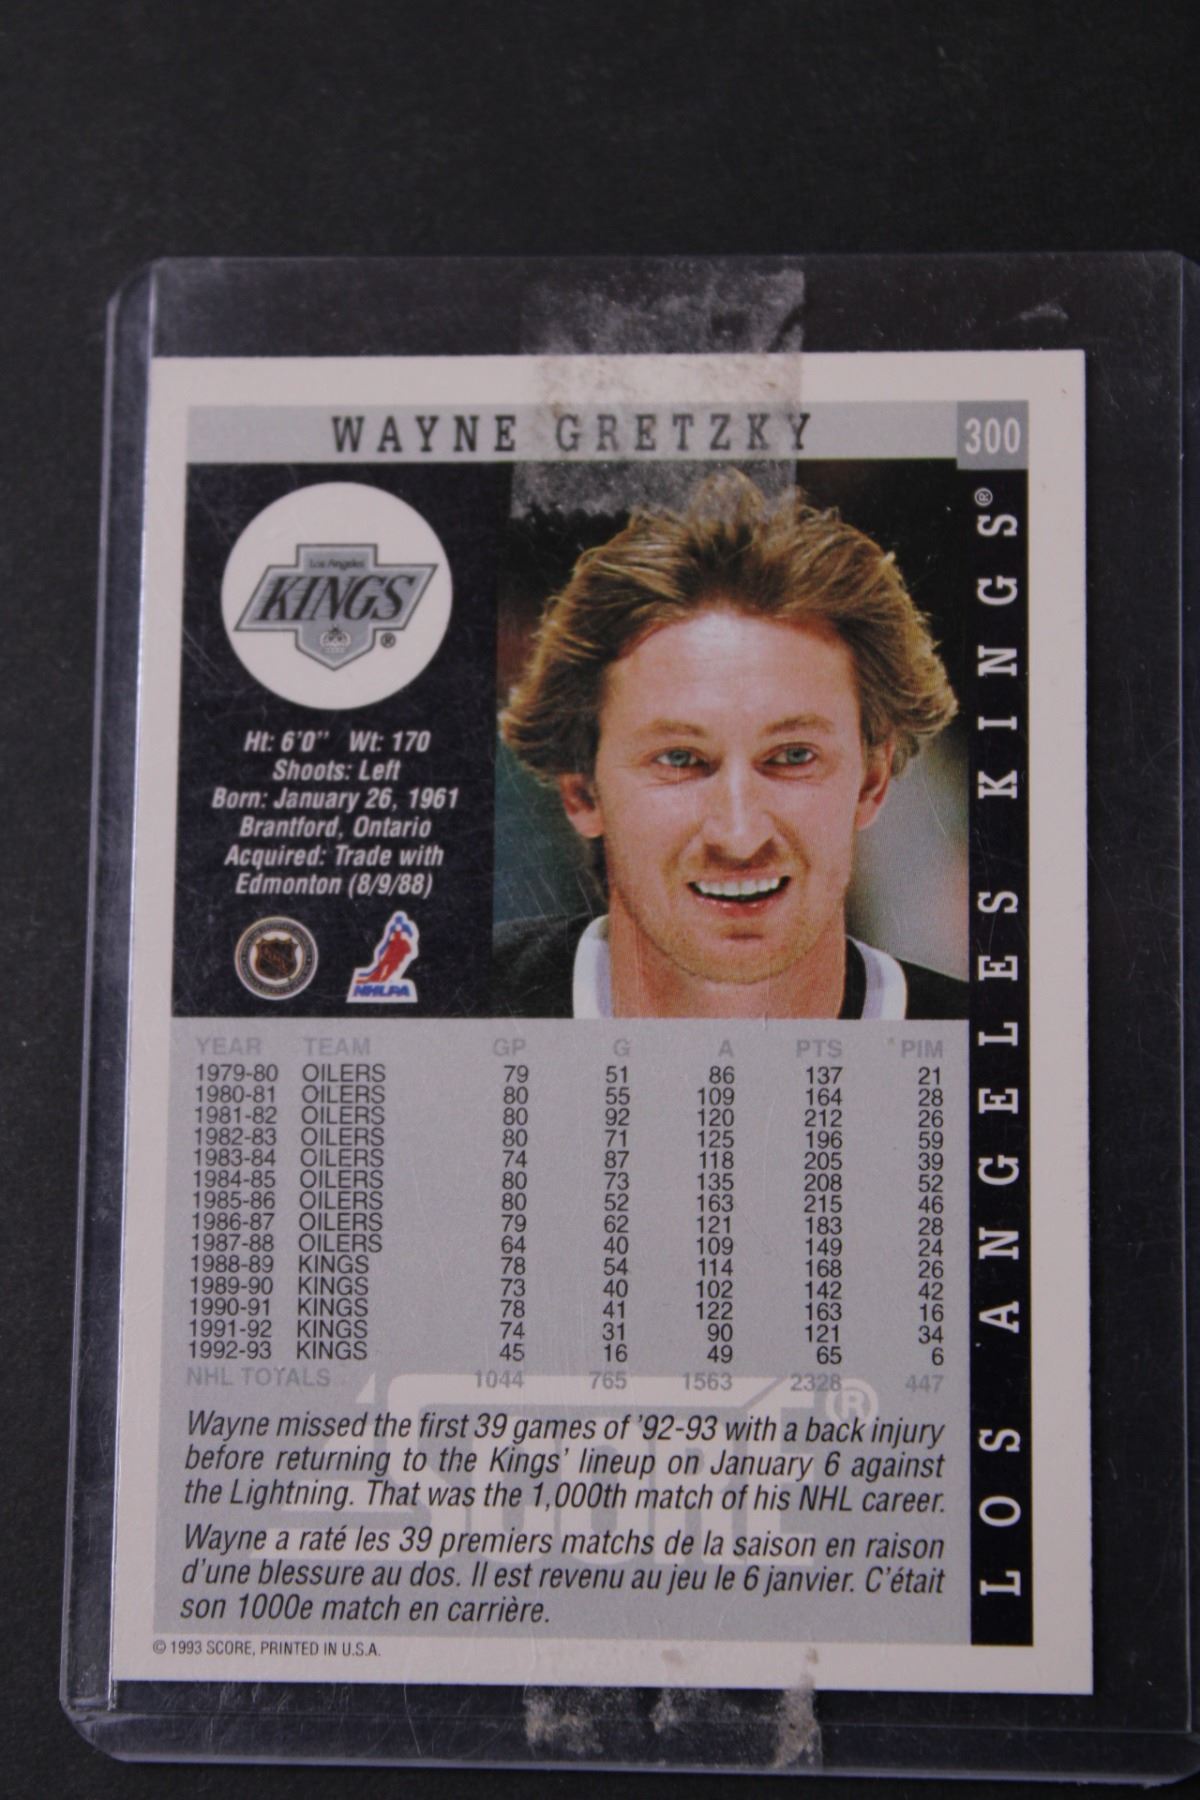 WAYNE GRETZKY
300
Los Angeles
KINGS®
Ht: 6'0" Wt: 170
Shoots: Left
Born: January 26, 1961
Brantford, Ontario
Acquired: Trade with
Edmonton (8/9/88)
NHL
NHLPA
LOS ANGELES KINGS®
YEAR TEAM GP G A PTS PIM
1979-80 OILERS 79 51 86 137 21
1980-81 OILERS 80 55 109 164 28
1981-82 OILERS 80 92 120 212 26
1982-83 OILERS 80 71 125 196 59
1983-84 OILERS 74 87 118 205 39
1984-85 OILERS 80 73 135 208 52
1985-86 OILERS 80 52 163 215 46
1986-87 OILERS 79 62 121 183 28
1987-88 OILERS 64 40 109 149 24
1988-89 KINGS 78 54 114 168 26
1989-90 KINGS 73 40 102 142 42
1990-91 KINGS 78 41 122 163 16
1991-92 KINGS 74 31 90 121 34
1992-93 KINGS 45 16 49 65 6
NHL TOTALS 1044 765 1563 2328 447
SCORE®
Wayne missed the first 39 games of '92-93 with a back injury
before returning to the Kings' lineup on January 6 against
the Lightning. That was the 1,000th match of his NHL career.
Wayne a raté les 39 premiers matchs de la saison en raison
d'une blessure au dos. Il est revenu au jeu le 6 janvier. C'était
son 1000e match en carrière.
© 1993 SCORE, PRINTED IN U.S.A.